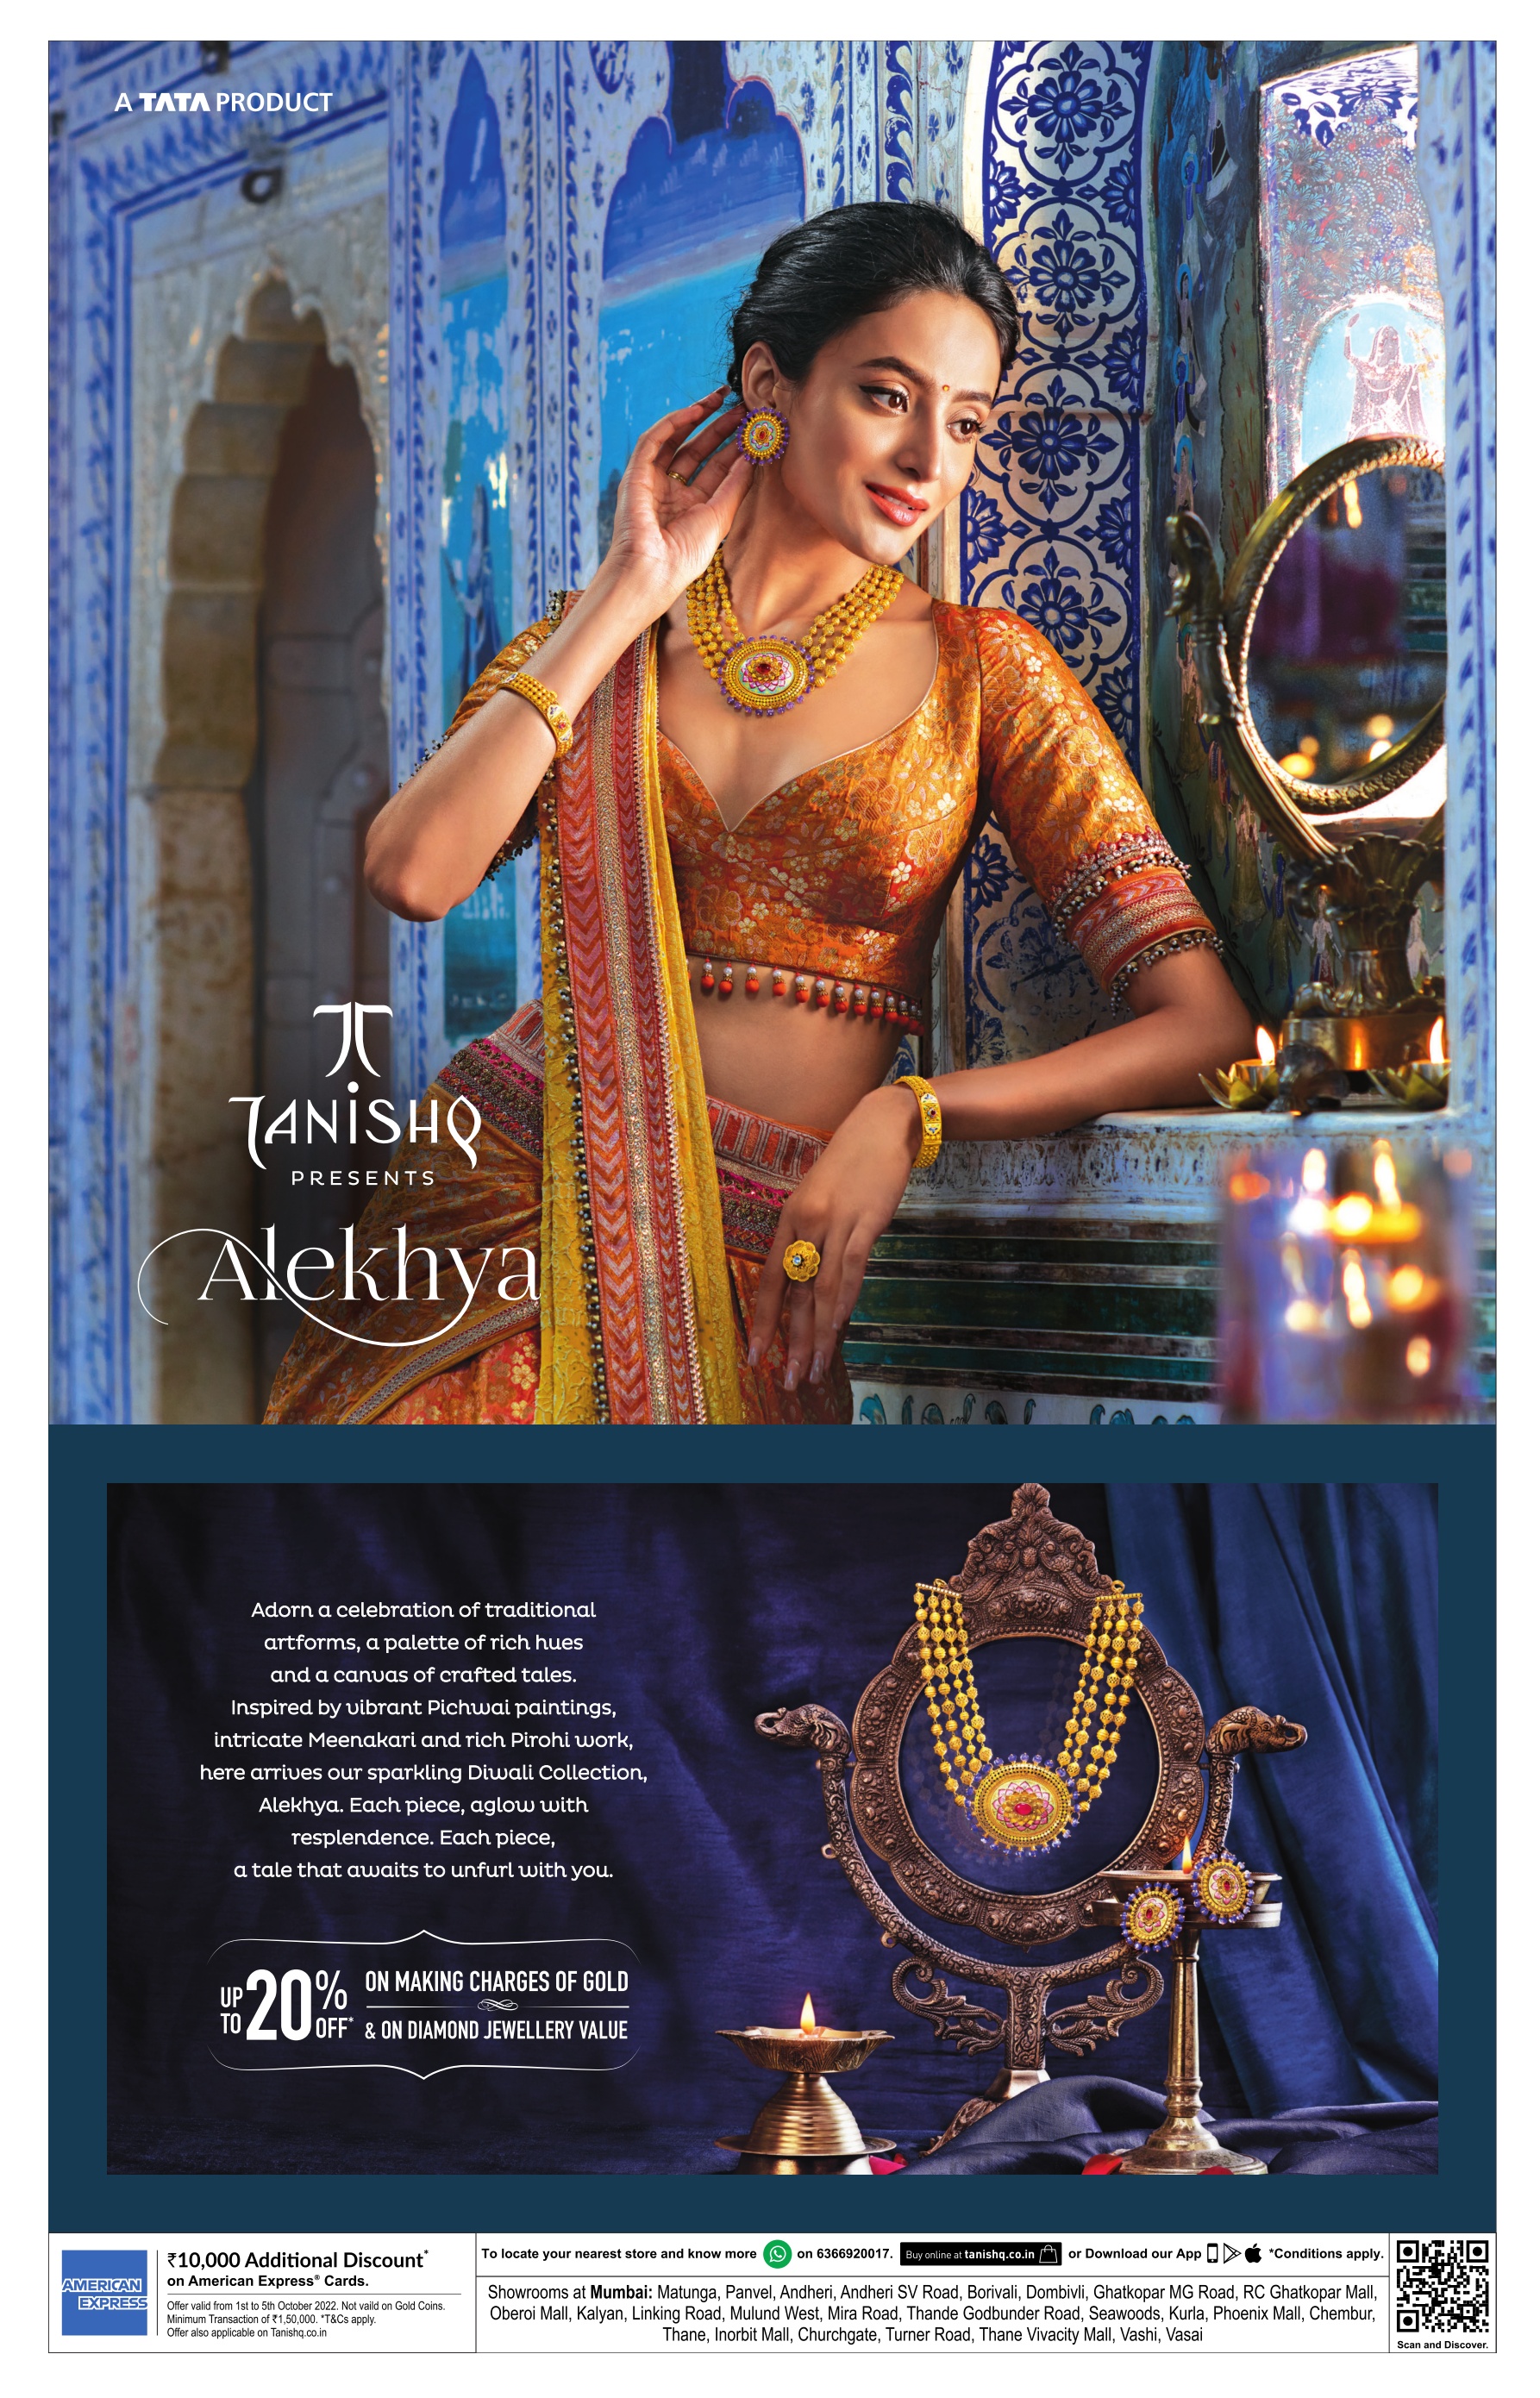 A TATA PRODUCT
TANISHQ
PRESENTS
Alekhya
Adorn a celebration of traditional
artforms, a palette of rich hues
and a canvas of crafted tales.
Inspired by vibrant Pichwai paintings,
intricate Meenakari and rich Pirohi work,
here arrives our sparkling Diwali Collection,
Alekhya. Each piece, aglow with
resplendence. Each piece,
a tale that awaits to unfurl with you.
UP TO 20% OFF* ON MAKING CHARGES OF GOLD
& ON DIAMOND JEWELLERY VALUE
AMERICAN
EXPRESS
₹10,000 Additional Discount*
on American Express® Cards.
Offer valid from 1st to 5th October 2022. Not vaild on Gold Coins.
Minimum Transaction of ₹1,50,000. *T&Cs apply.
Offer also applicable on Tanishq.co.in
To locate your nearest store and know more on 6366920017. Buy online at tanishq.co.in or Download our App *Conditions apply.
Showrooms at Mumbai: Matunga, Panvel, Andheri, Andheri SV Road, Borivali, Dombivli, Ghatkopar MG Road, RC Ghatkopar Mall,
Oberoi Mall, Kalyan, Linking Road, Mulund West, Mira Road, Thande Godbunder Road, Seawoods, Kurla, Phoenix Mall, Chembur,
Thane, Inorbit Mall, Churchgate, Turner Road, Thane Vivacity Mall, Vashi, Vasai
Scan and Discover.